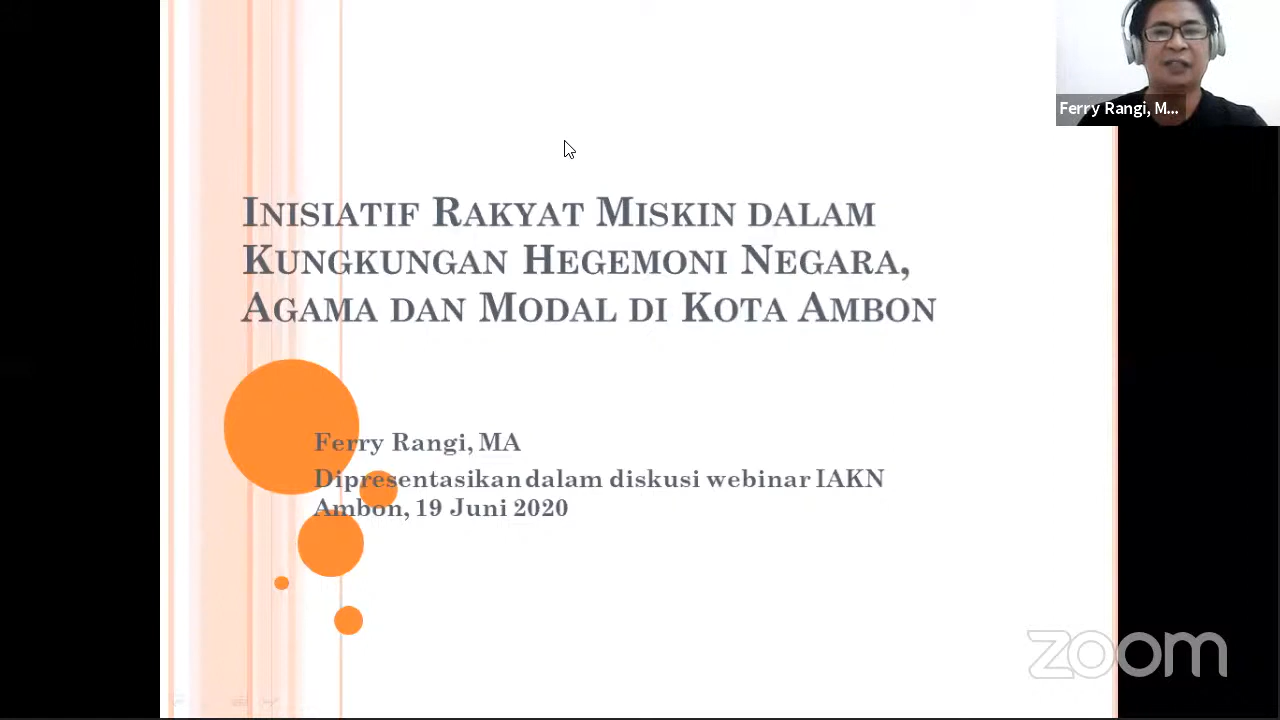 Ferry Rangi, M...
Inisiatif Rakyat Miskin dalam
Kungkungan Hegemoni Negara,
Agama dan Modal di Kota Ambon
Ferry Rangi, MA
Dipresentasikan dalam diskusi webinar IAKN
Ambon, 19 Juni 2020
zoom